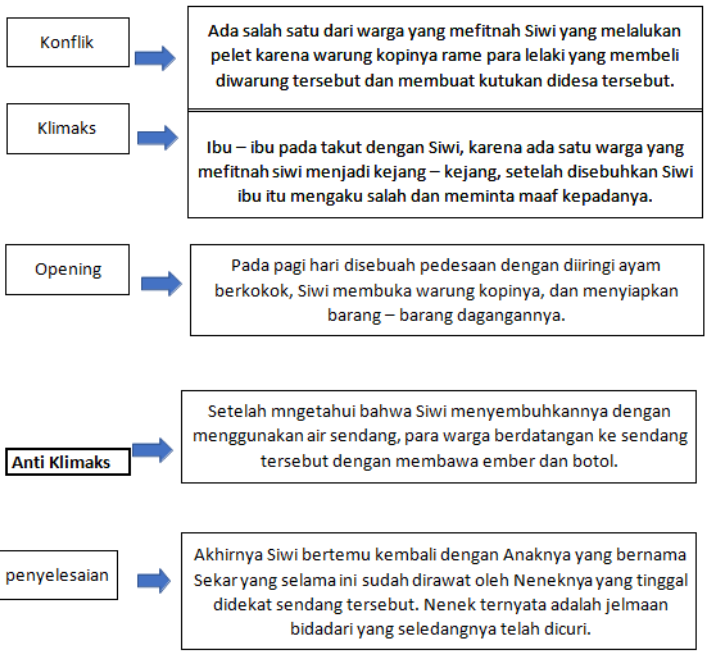 Konflik
Ada salah satu dari warga yang mefitnah Siwi yang melalukan
pelet karena warung kopinya rame para lelaki yang membeli
diwarung tersebut dan membuat kutukan didesa tersebut.
Klimaks
Ibu – ibu pada takut dengan Siwi, karena ada satu warga yang
mefitnah siwi menjadi kejang – kejang, setelah disebuhkan Siwi
ibu itu mengaku salah dan meminta maaf kepadanya.
Opening
Pada pagi hari disebuah pedesaan dengan diiringi ayam
berkokok, Siwi membuka warung kopinya, dan menyiapkan
barang – barang dagangannya.
Anti Klimaks
Setelah mngetahui bahwa Siwi menyembuhkannya dengan
menggunakan air sendang, para warga berdatangan ke sendang
tersebut dengan membawa ember dan botol.
penyelesaian
Akhirnya Siwi bertemu kembali dengan Anaknya yang bernama
Sekar yang selama ini sudah dirawat oleh Neneknya yang tinggal
didekat sendang tersebut. Nenek ternyata adalah jelmaan
bidadari yang seledangnya telah dicuri.